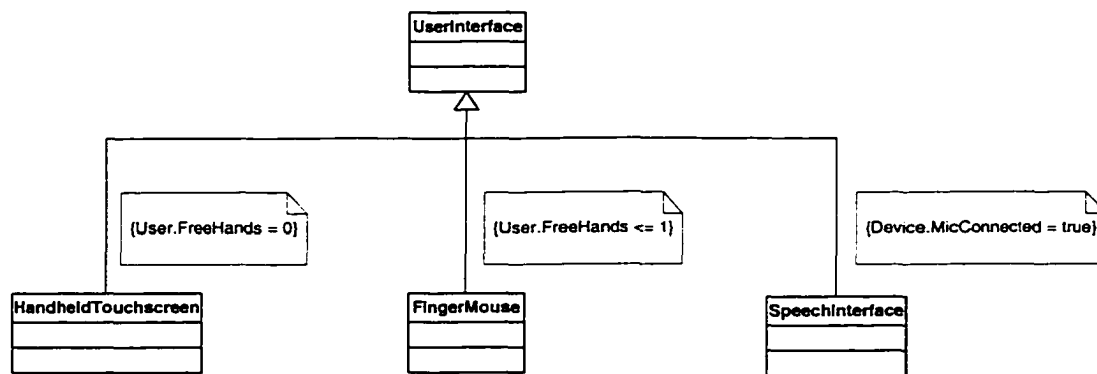 UserInterface
{User.FreeHands = 0}
{User.FreeHands <= 1}
{Device.MicConnected = true}
HandheldTouchscreen
FingerMouse
SpeechInterface